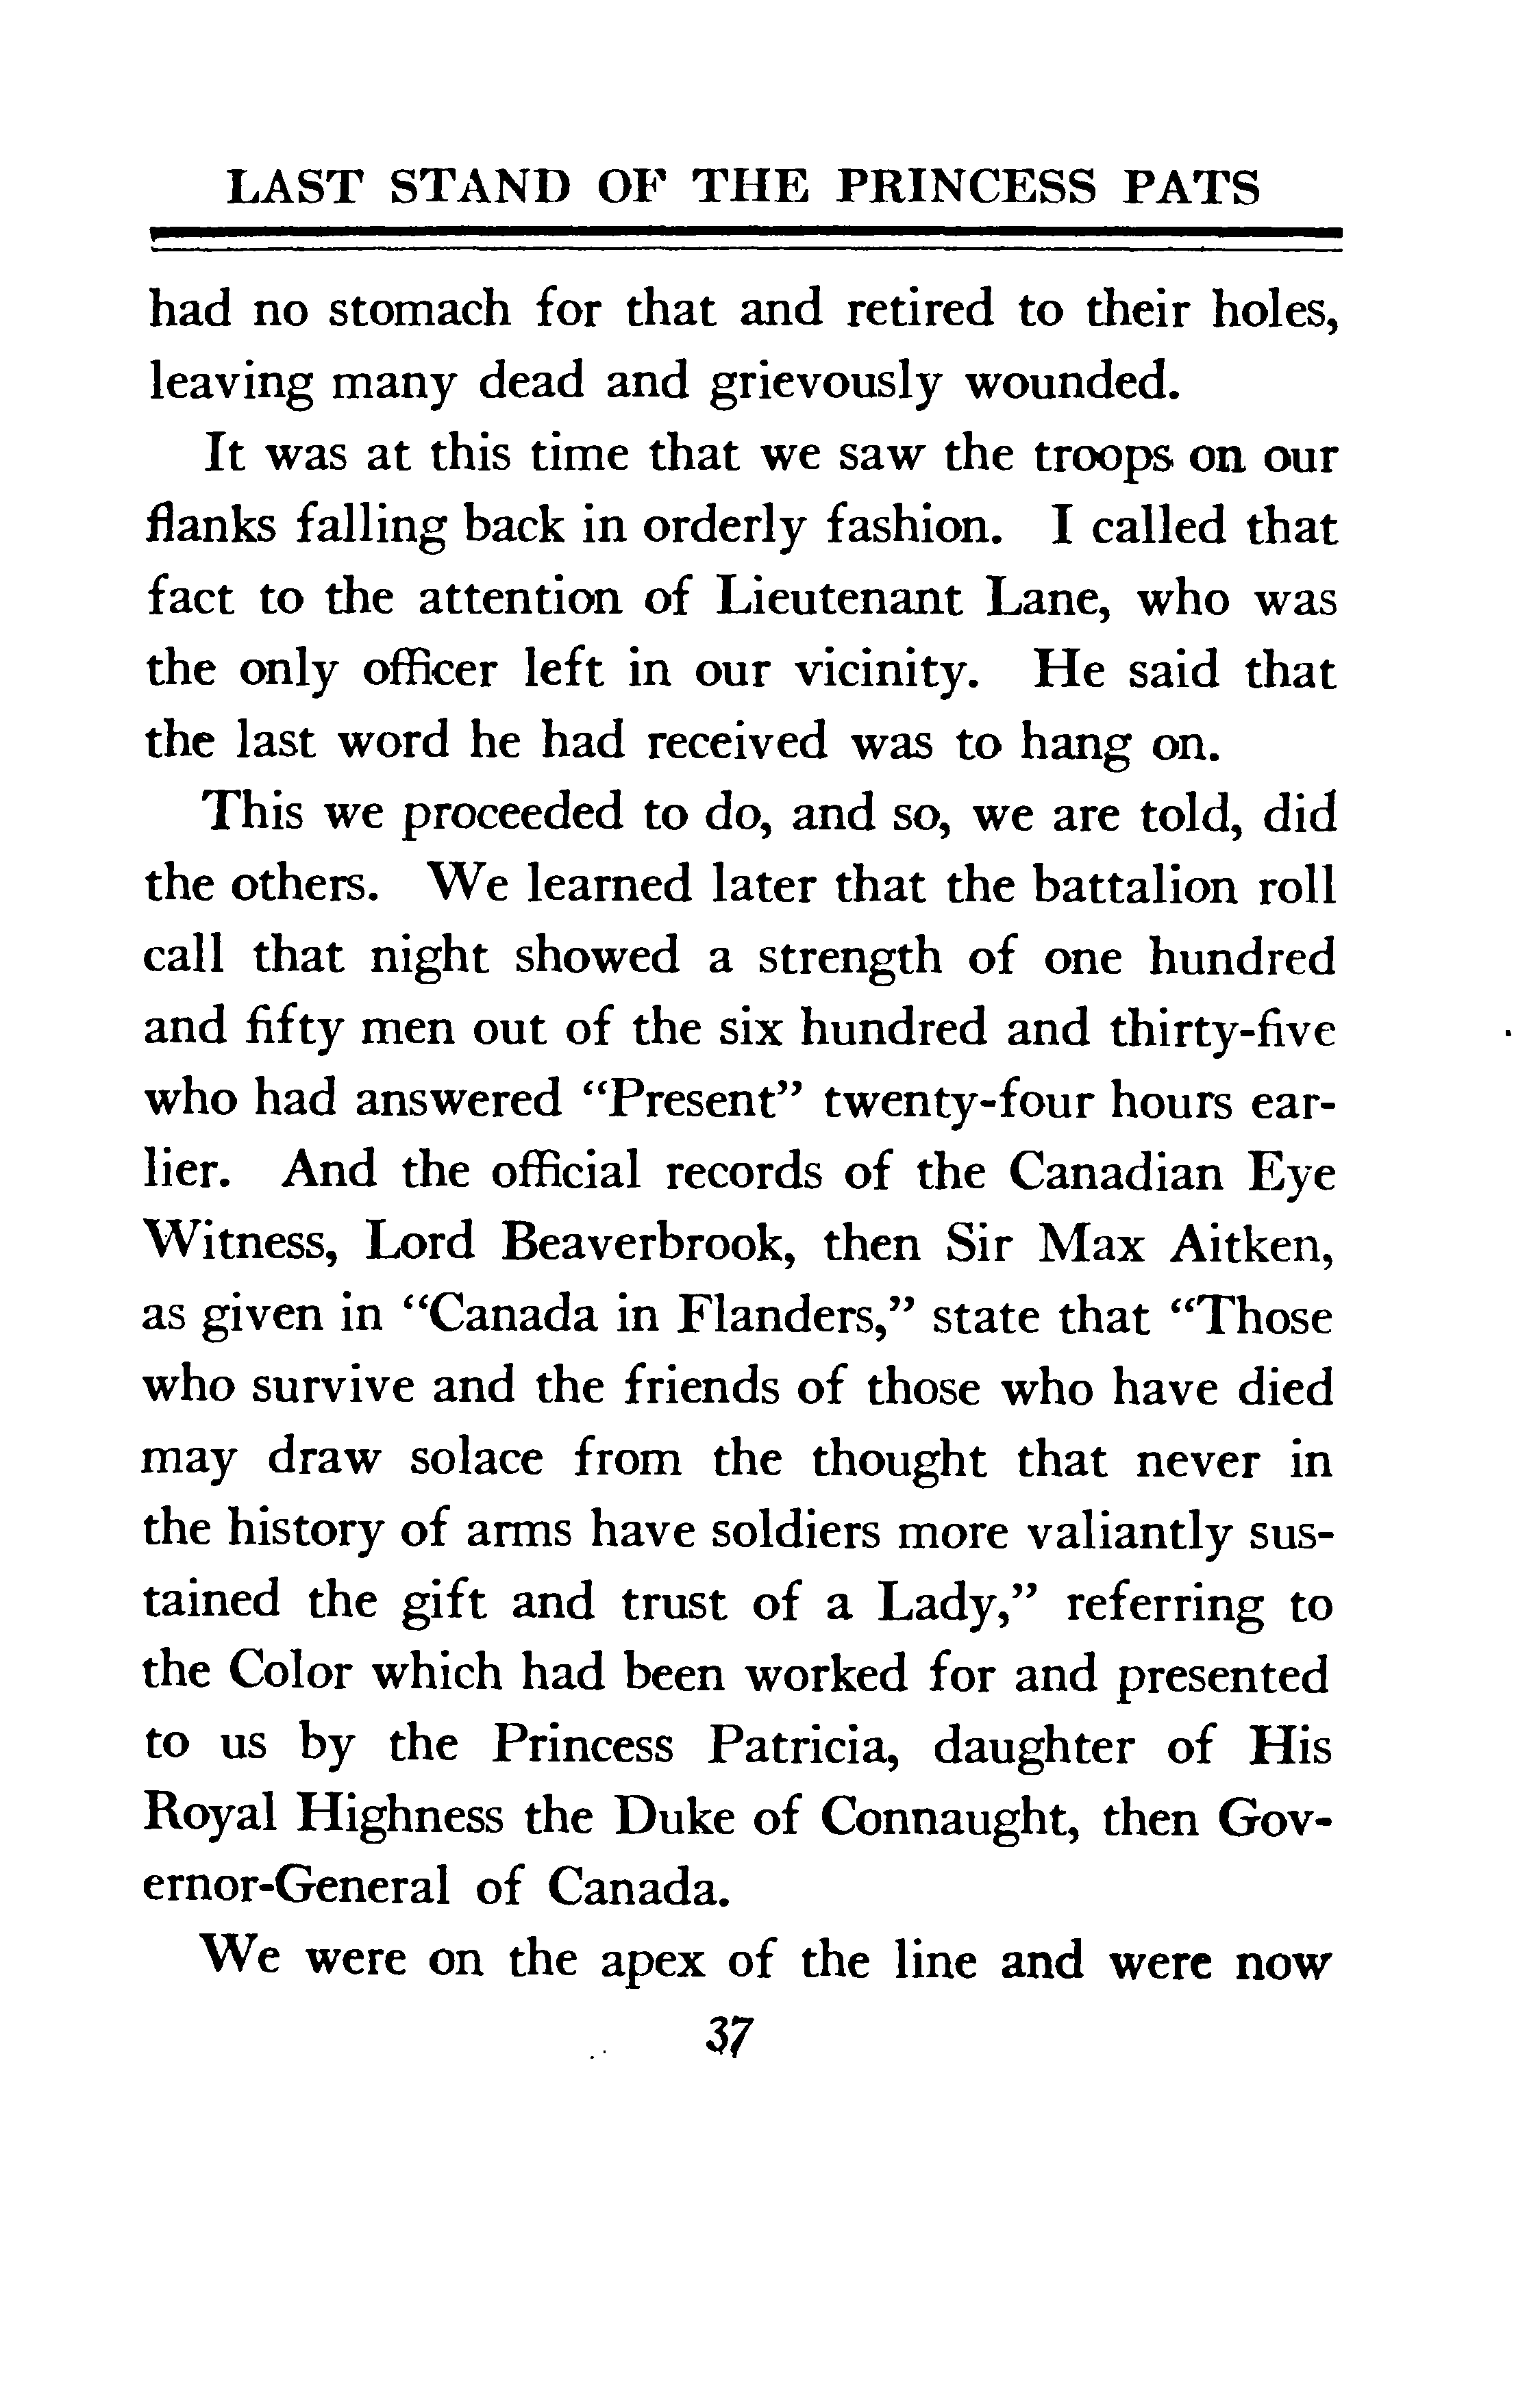 LAST STAND OF THE PRINCESS PATS
had no stomach for that and retired to their holes,
leaving many dead and grievously wounded.
It was at this time that we saw the troops on our
flanks falling back in orderly fashion. I called that
fact to the attention of Lieutenant Lane, who was
the only officer left in our vicinity. He said that
the last word he had received was to hang on.
This we proceeded to do, and so, we are told, did
the others. We learned later that the battalion roll
call that night showed a strength of one hundred
and fifty men out of the six hundred and thirty-five
who had answered “Present” twenty-four hours ear-
lier. And the official records of the Canadian Eye
Witness, Lord Beaverbrook, then Sir Max Aitken,
as given in “Canada in Flanders,” state that “Those
who survive and the friends of those who have died
may draw solace from the thought that never in
the history of arms have soldiers more valiantly sus-
tained the gift and trust of a Lady,” referring to
the Color which had been worked for and presented
to us by the Princess Patricia, daughter of His
Royal Highness the Duke of Connaught, then Gov-
ernor-General of Canada.
We were on the apex of the line and were now
37